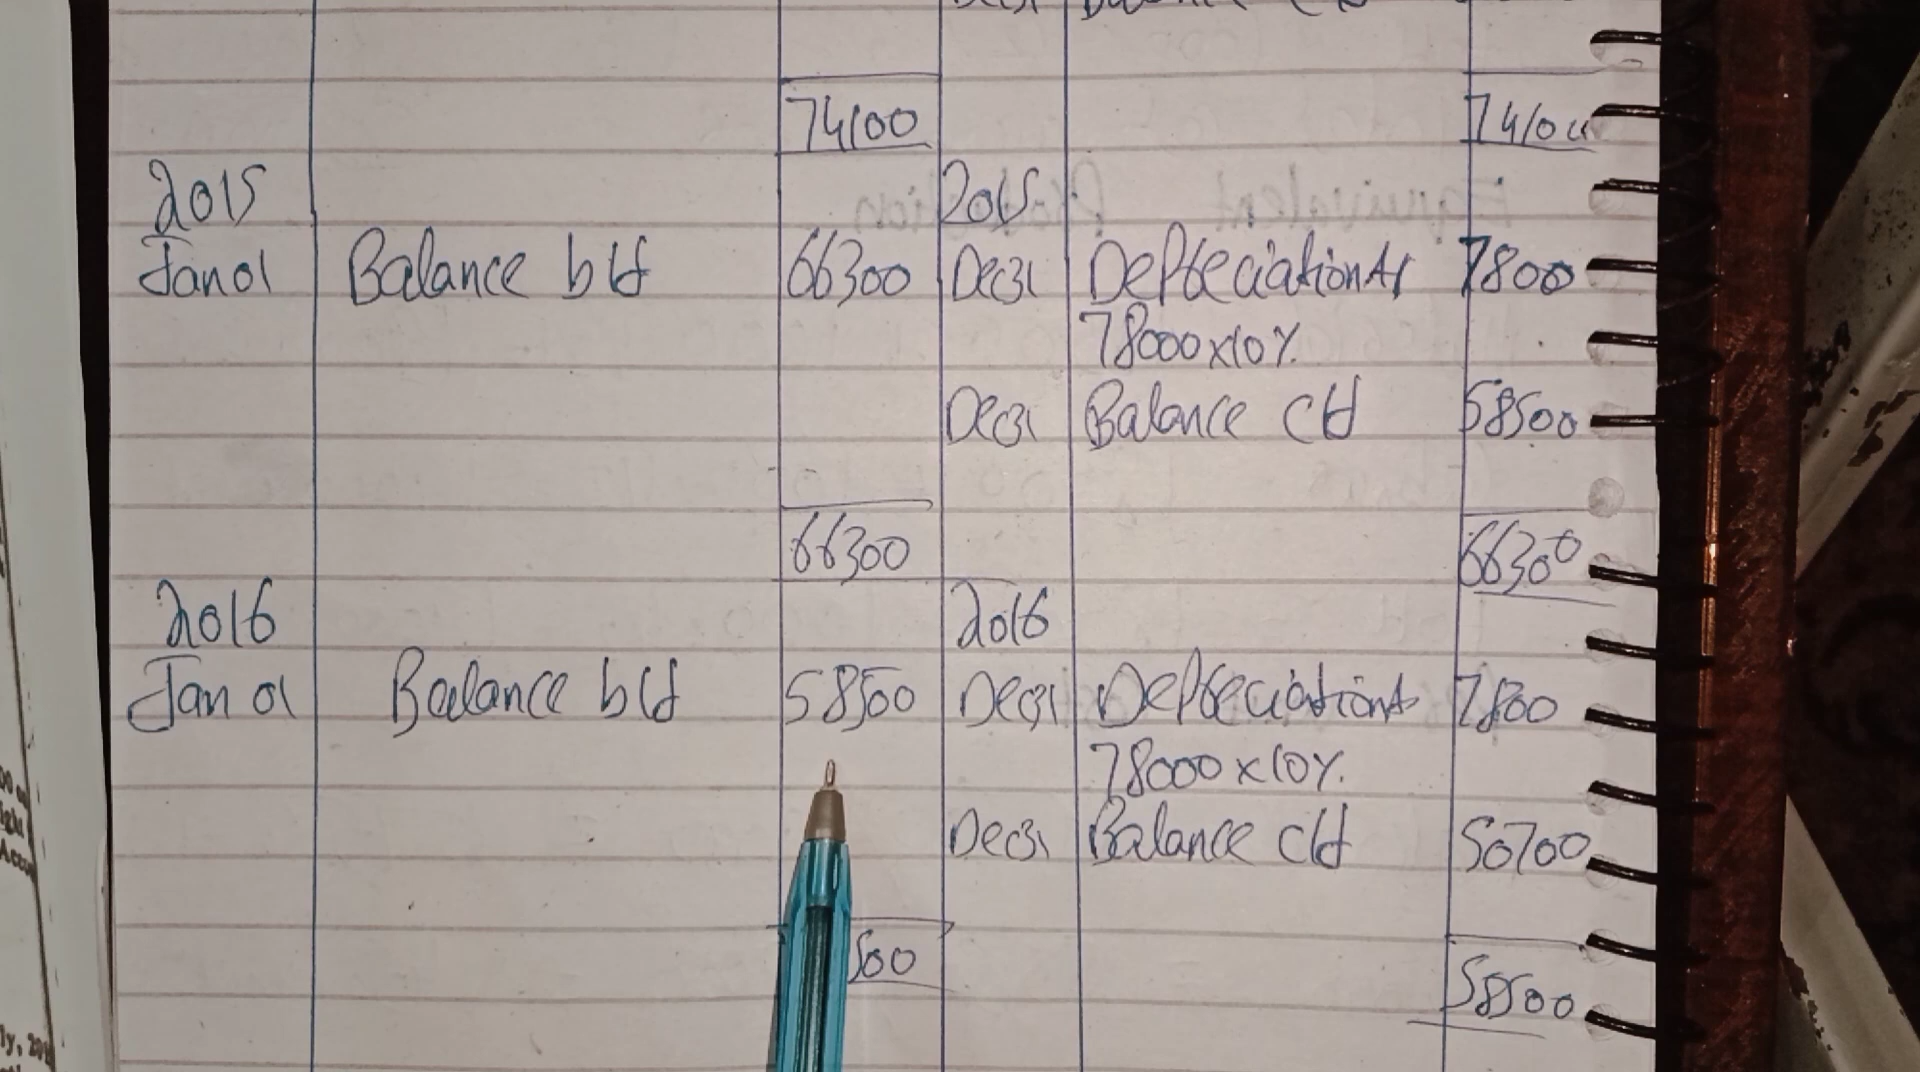 74100 74100
2015 2015
Jan 01 Balance b/d 66300 Dec 31 Depreciation A/c 7800
78000 x 10%
Dec 31 Balance c/d 58500
66300 66300
2016 2016
Jan 01 Balance b/d 58500 Dec 31 Depreciation A/c 7800
78000 x 10%.
Dec 31 Balance c/d 50700
500 58500